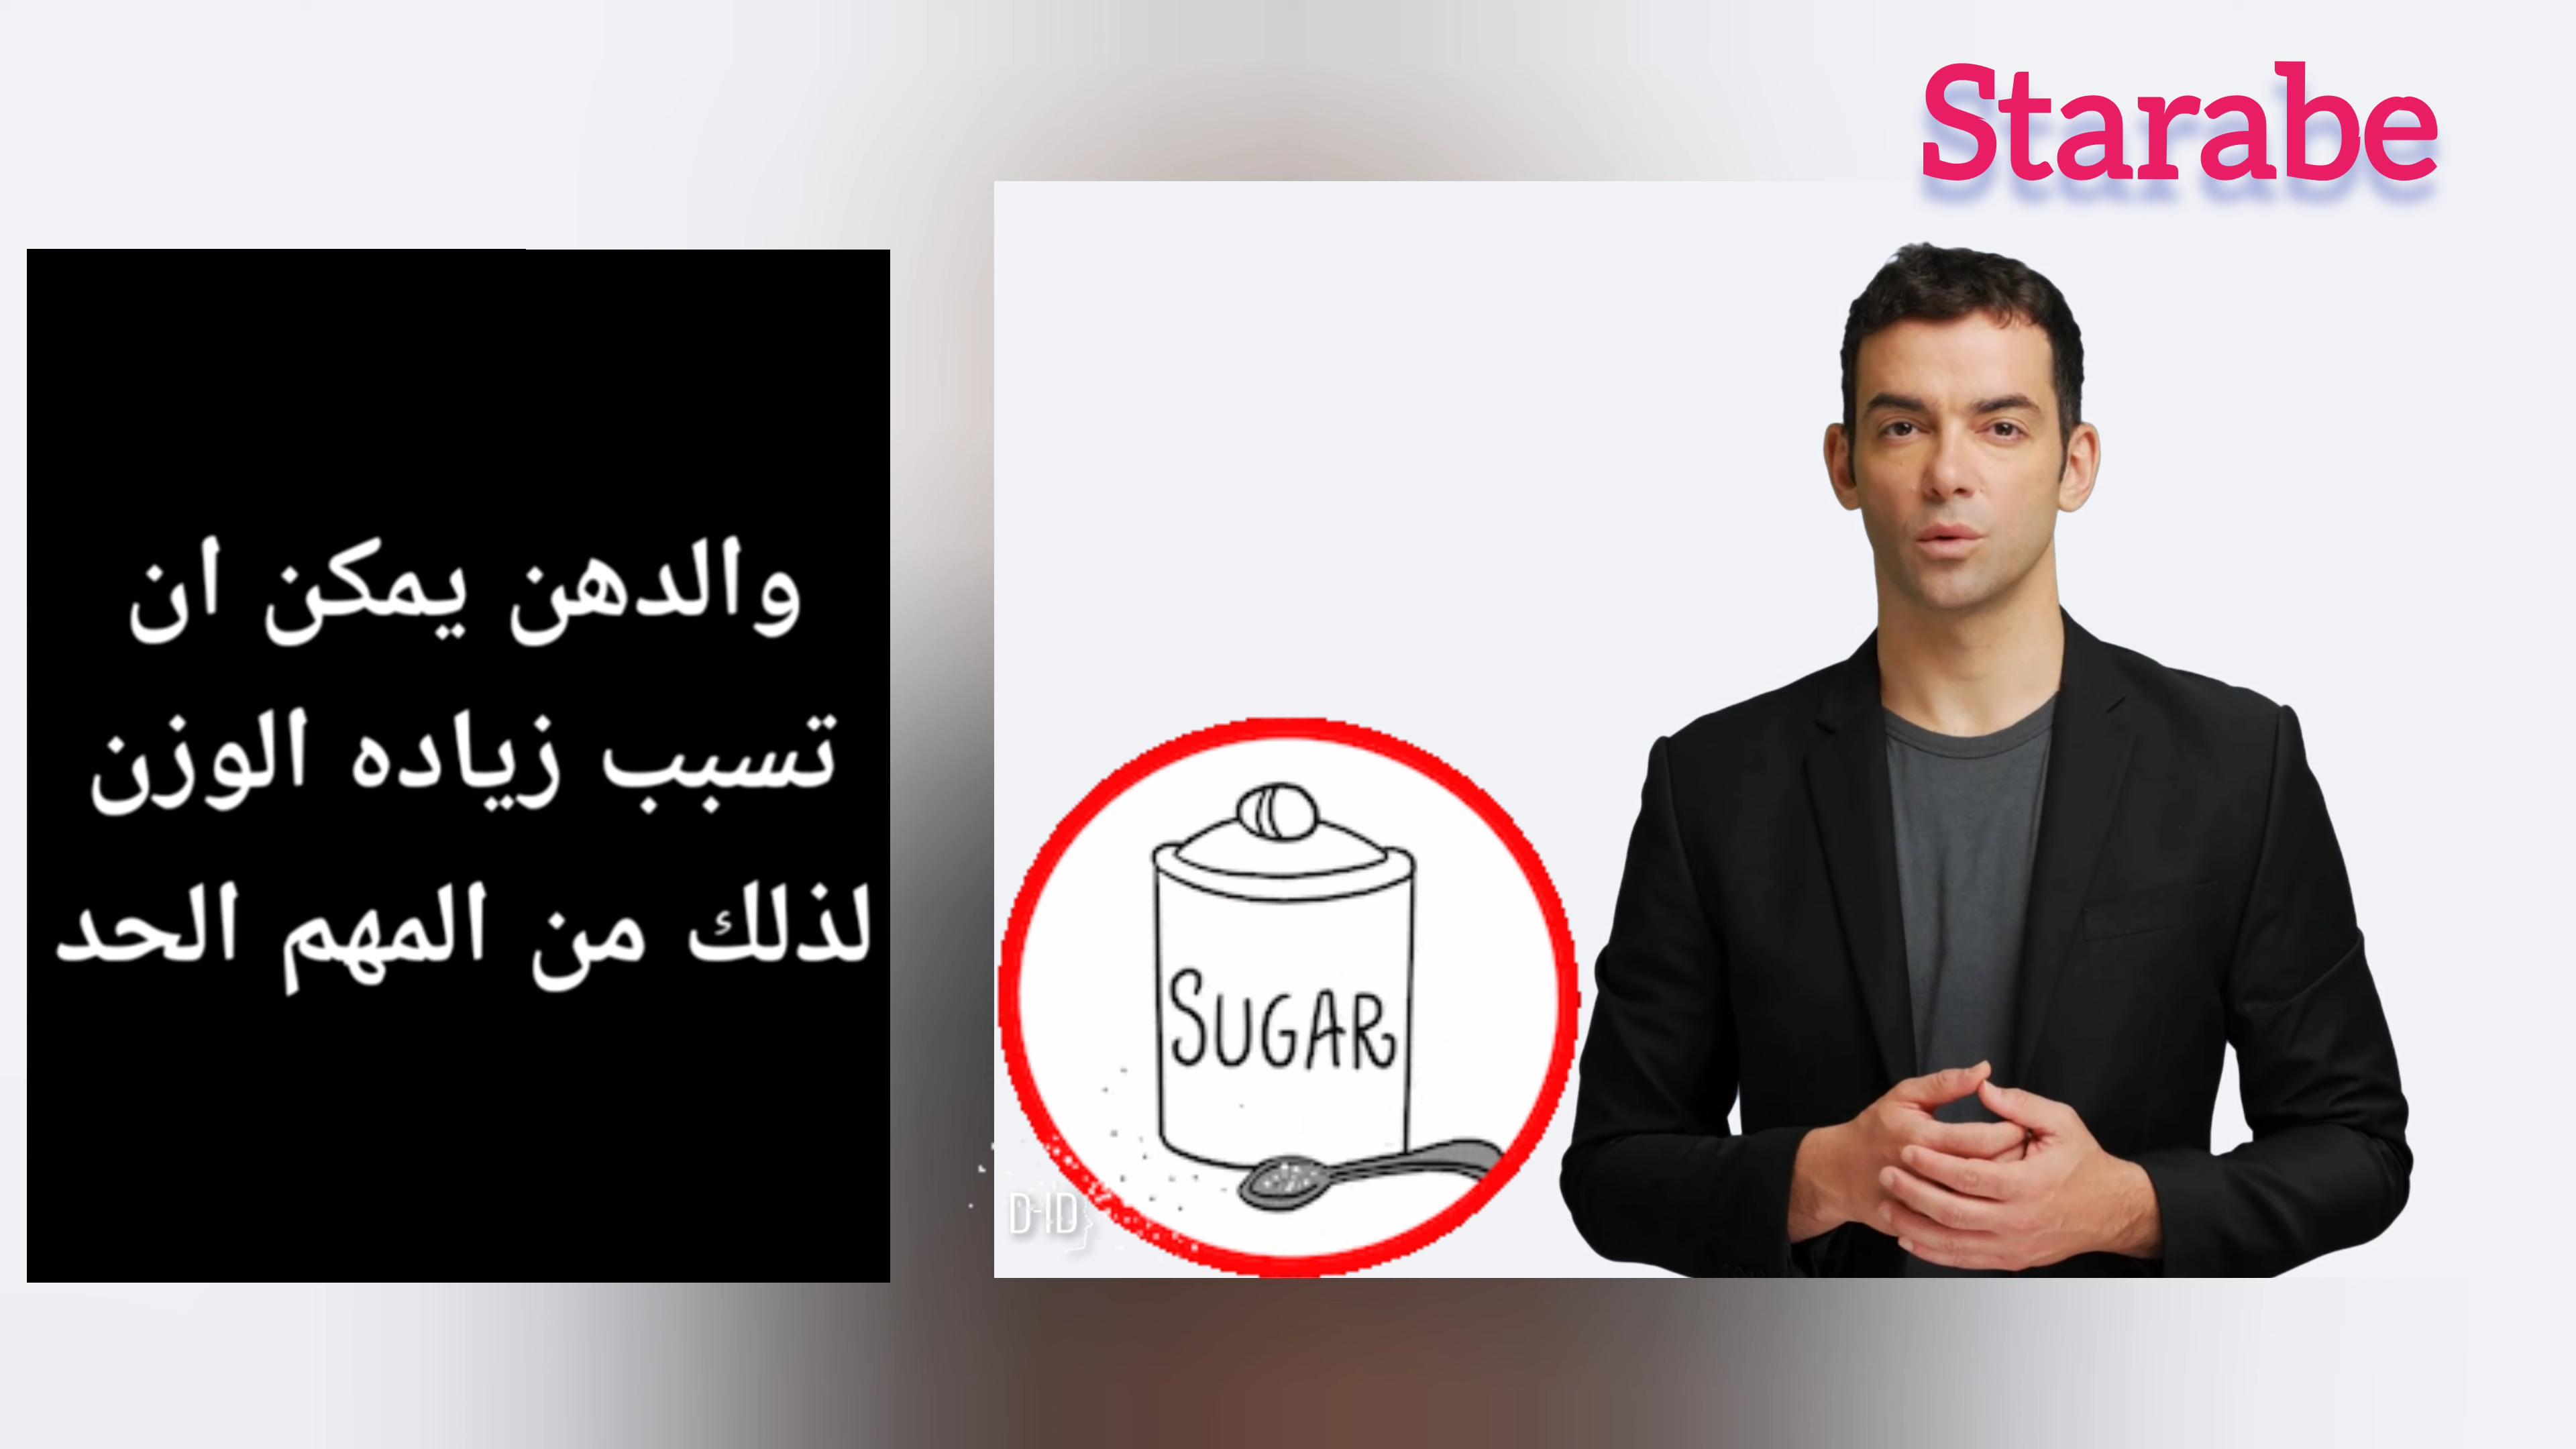 Starabe
والدهن يمكن ان
تسبب زياده الوزن
لذلك من المهم الحد
SUGAR
D-ID